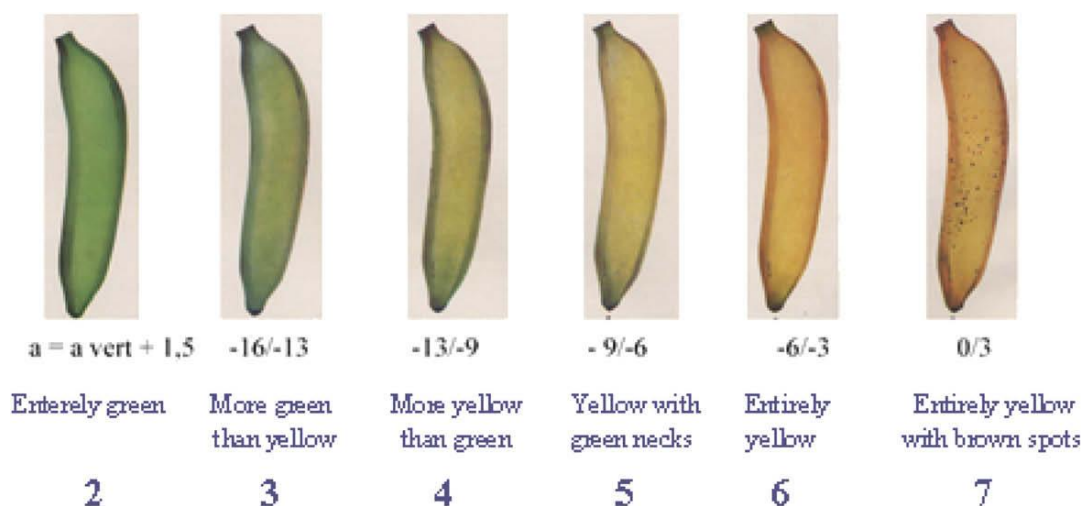 a = a vert + 1,5 -16/-13 -13/-9 - 9/-6 -6/-3 0/3
Enterely green
More green
than yellow
More yellow
than green
Yellow with
green necks
Entirely
yellow
Entirely yellow
with brown spots
2 3 4 5 6 7